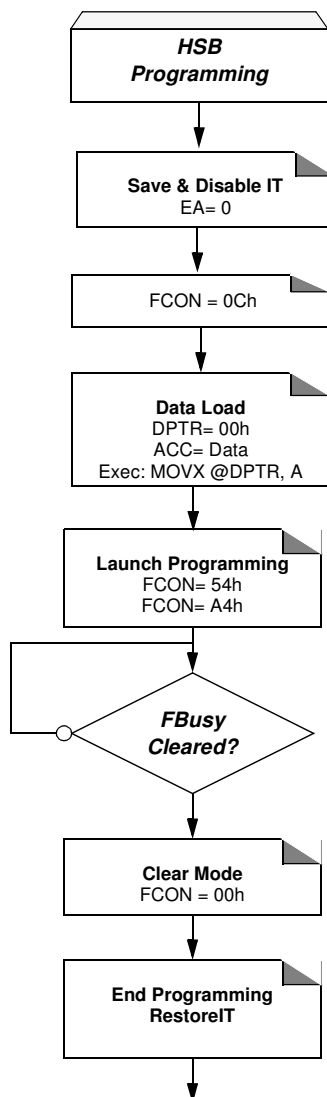 HSB
Programming
Save & Disable IT
EA= 0
FCON = 0Ch
Data Load
DPTR= 00h
ACC= Data
Exec: MOVX @DPTR, A
Launch Programming
FCON= 54h
FCON= A4h
FBusy
Cleared?
Clear Mode
FCON = 00h
End Programming
RestoreIT